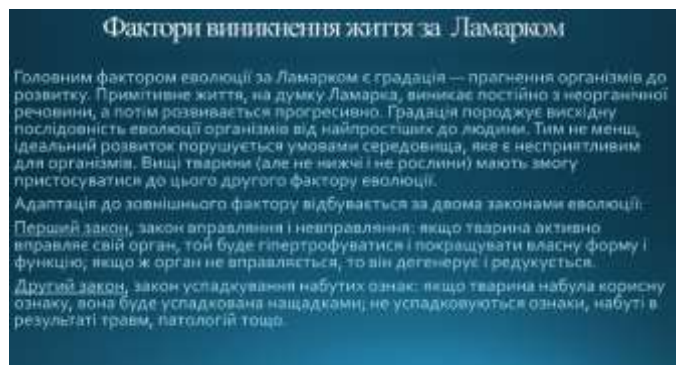 Фактори виникнення життя за Ламарком
Головним фактором еволюції за Ламарком є градація — прагнення організмів до
розвитку. Примітивне життя, на думку Ламарка, виникає постійно з неорганічної
речовини, а потім розвивається прогресивно. Градація породжує висхідну
послідовність еволюції організмів від найпростіших до людини. Тим не менш,
ідеальний розвиток порушується умовами середовища, яке є несприятливим
для організмів. Вищі тварини (але не нижчі і не рослини) мають змогу
пристосуватися до цього другого фактору еволюції.
Адаптація до зовнішнього фактору відбувається за двома законами еволюції:
Перший закон, закон вправляння і невправляння: якщо тварина активно
вправляє свій орган, той буде гіпертрофуватися і покращувати власну форму і
функцію; якщо ж орган не вправляється, то він дегенерує і редукується.
Другий закон, закон успадкування набутих ознак: якщо тварина набула корисну
ознаку, вона буде успадкована нащадками; не успадковуються ознаки, набуті в
результаті травм, патологій тощо.